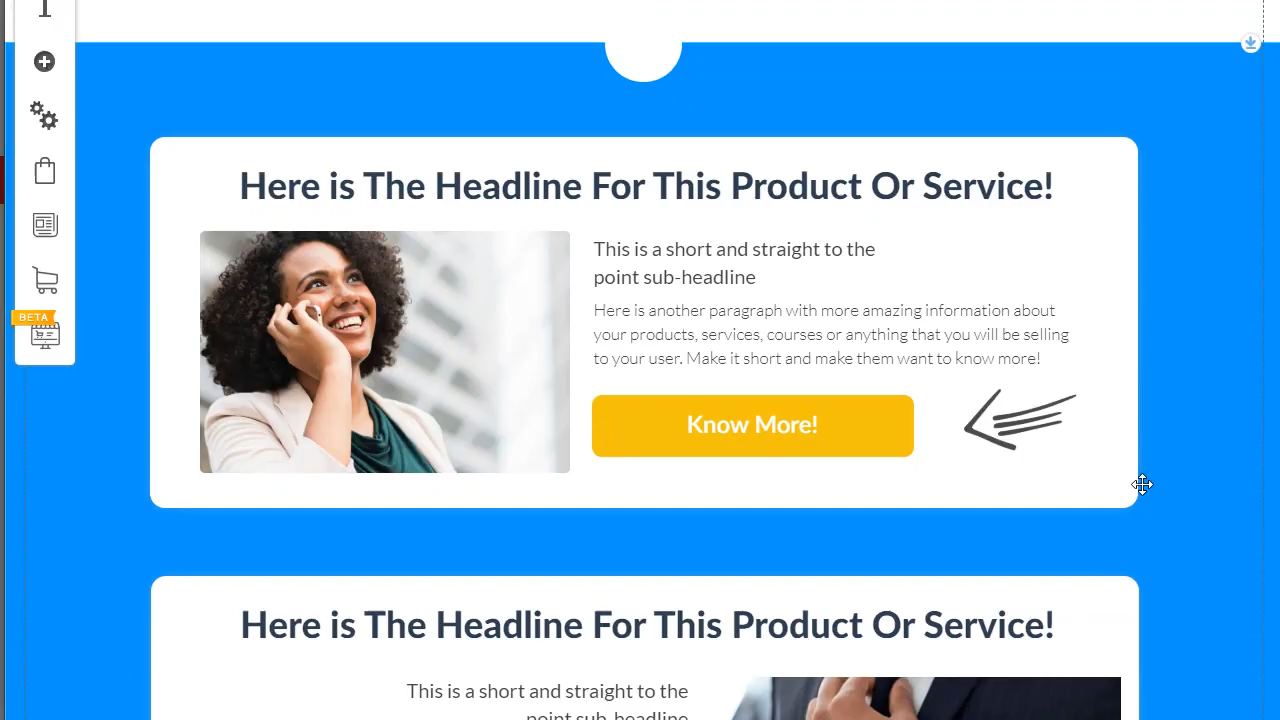 BETA
Here is The Headline For This Product Or Service!
This is a short and straight to the
point sub-headline
Here is another paragraph with more amazing information about
your products, services, courses or anything that you will be selling
to your user. Make it short and make them want to know more!
Know More!
Here is The Headline For This Product Or Service!
This is a short and straight to the
point sub-headline